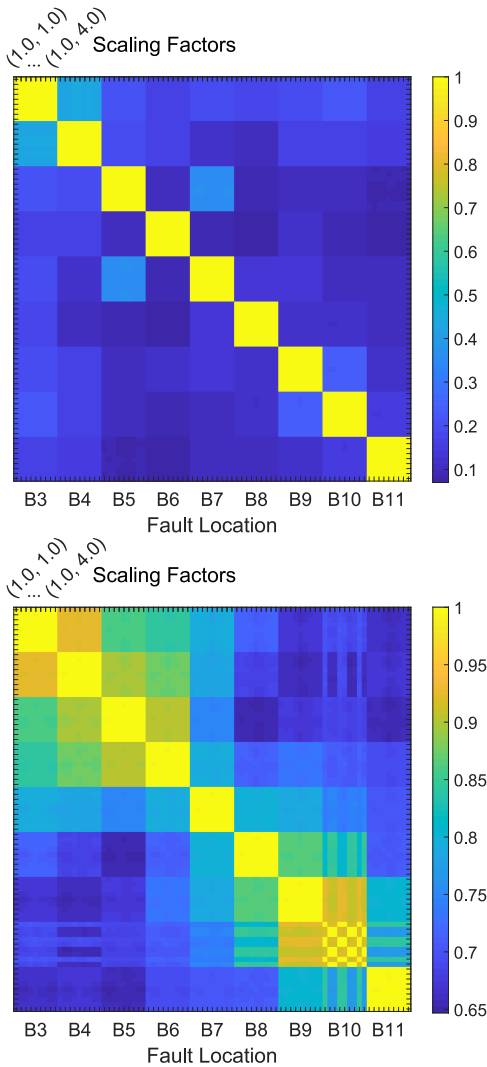 (1.0, 1.0)
... (1.0, 4.0)
Scaling Factors
1
0.9
0.8
0.7
0.6
0.5
0.4
0.3
0.2
0.1
B3 B4 B5 B6 B7 B8 B9 B10 B11
Fault Location
(1.0, 1.0)
... (1.0, 4.0)
Scaling Factors
1
0.95
0.9
0.85
0.8
0.75
0.7
0.65
B3 B4 B5 B6 B7 B8 B9 B10 B11
Fault Location